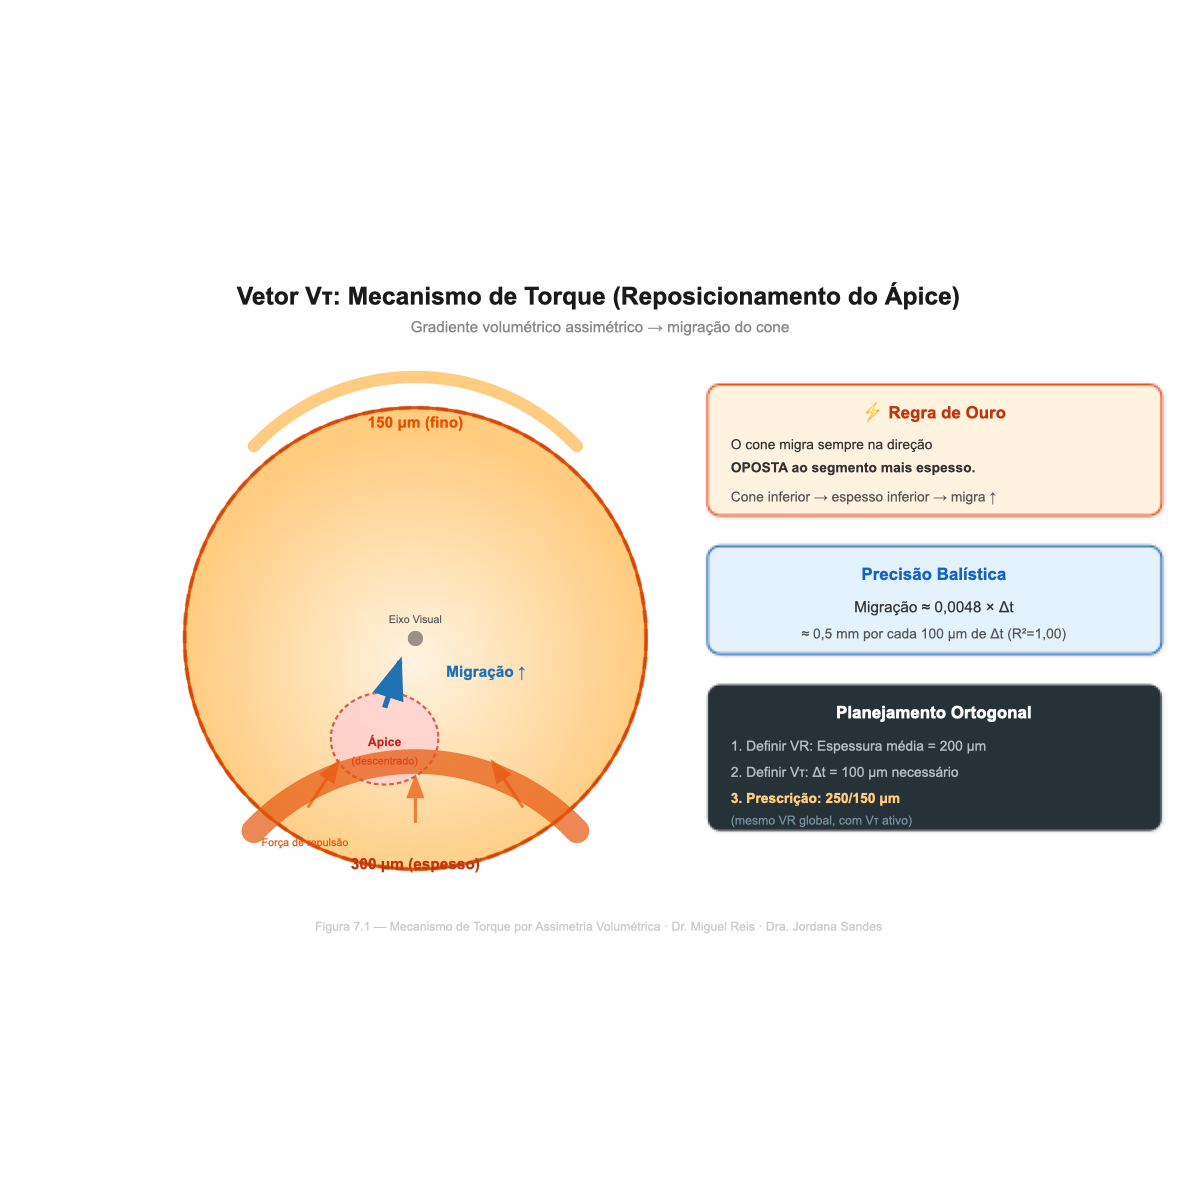 Vetor Vᴛ: Mecanismo de Torque (Reposicionamento do Ápice)
Gradiente volumétrico assimétrico → migração do cone
150 µm (fino)
Eixo Visual
Migração ↑
Ápice
(descentrado)
Força de repulsão
300 µm (espesso)
⚡ Regra de Ouro
O cone migra sempre na direção
OPOSTA ao segmento mais espesso.
Cone inferior → espesso inferior → migra ↑
Precisão Balística
Migração ≈ 0,0048 × Δt
≈ 0,5 mm por cada 100 µm de Δt (R²=1,00)
Planejamento Ortogonal
1. Definir VR: Espessura média = 200 µm
2. Definir Vᴛ: Δt = 100 µm necessário
3. Prescrição: 250/150 µm
(mesmo VR global, com Vᴛ ativo)
Figura 7.1 — Mecanismo de Torque por Assimetria Volumétrica · Dr. Miguel Reis · Dra. Jordana Sandes